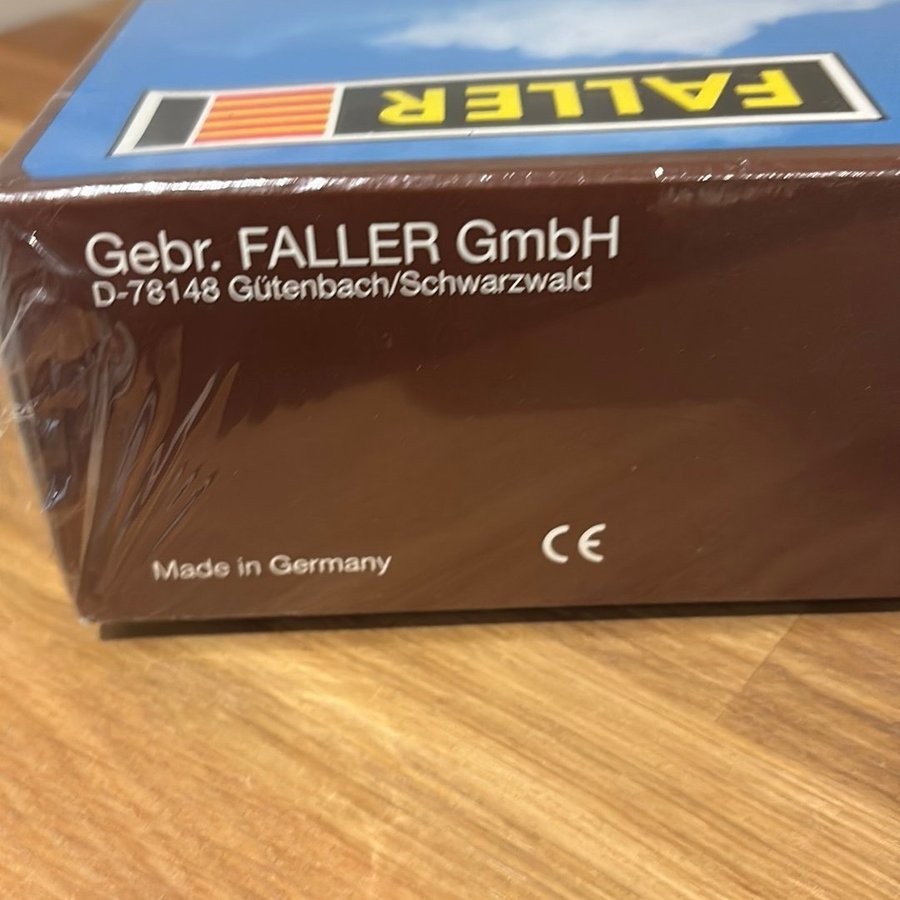 FALLER
Gebr. FALLER GmbH
D-78148 Gütenbach/Schwarzwald
Made in Germany
CE